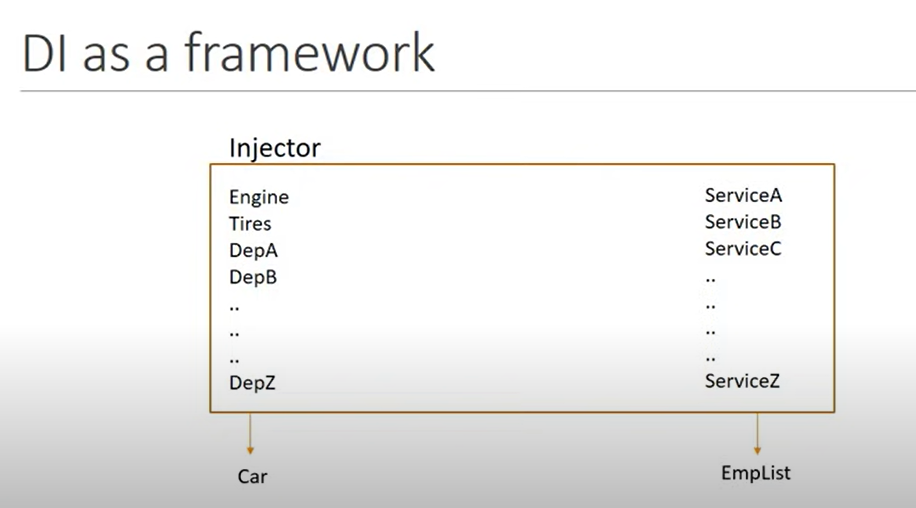 DI as a framework
Injector
Engine
Tires
DepA
DepB
..
..
..
DepZ
ServiceA
ServiceB
ServiceC
..
..
..
..
ServiceZ
Car
EmpList